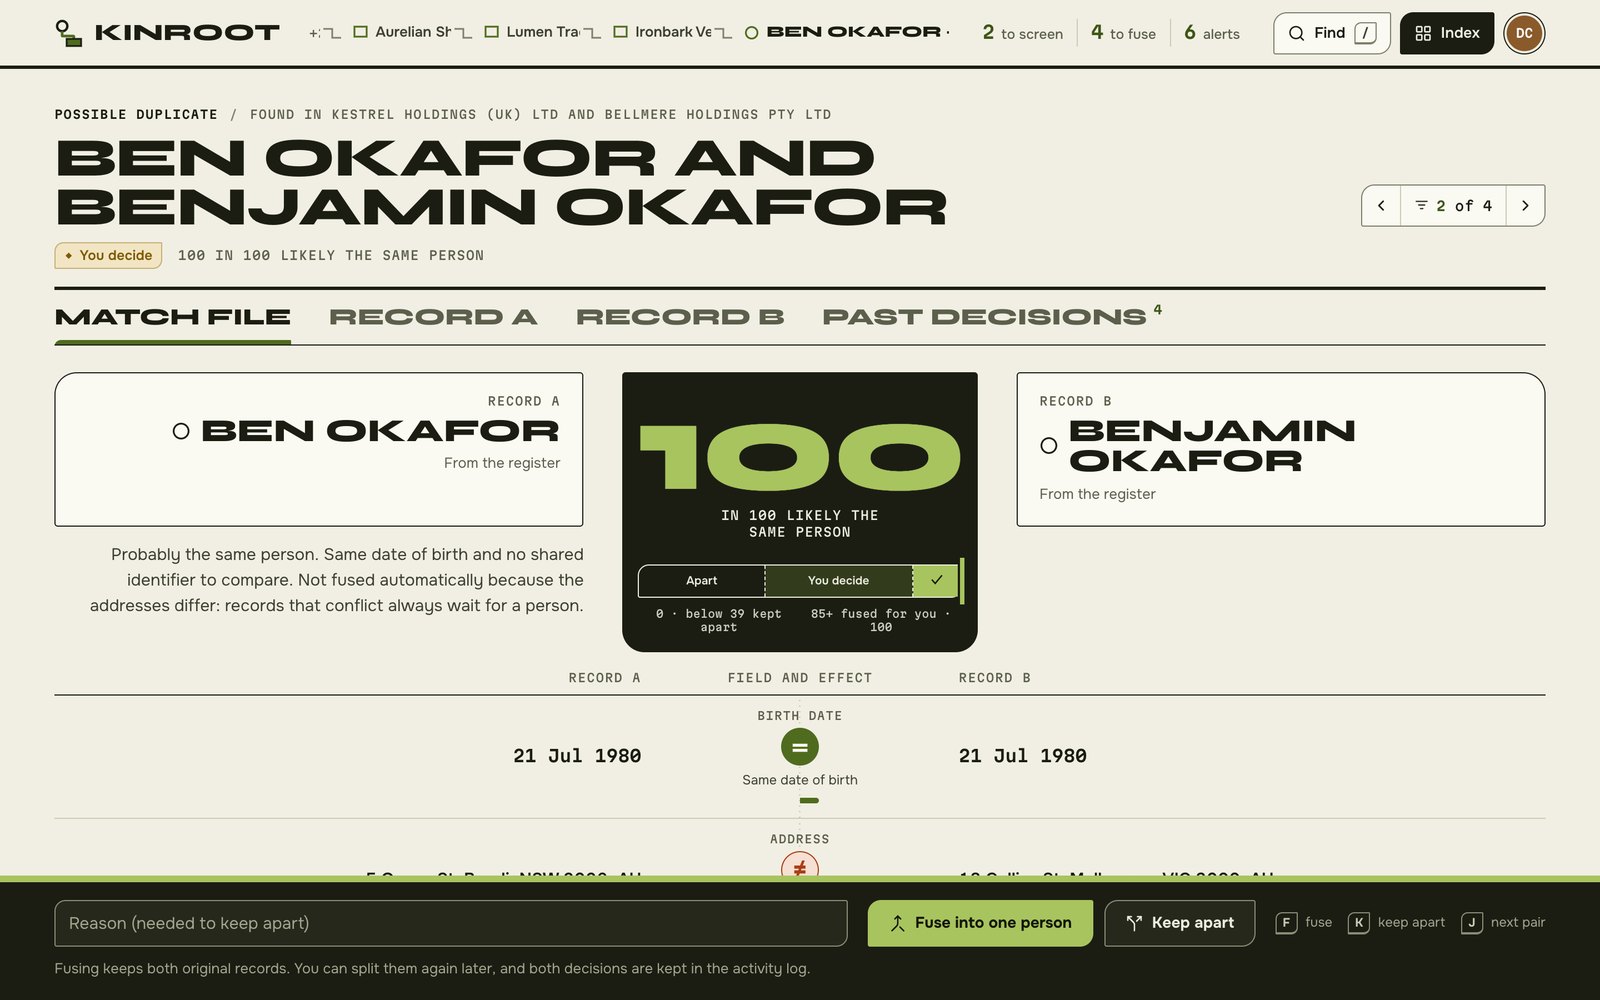 KINROOT
Aurelian Sh
Lumen Tra
Ironbark Ve
BEN OKAFOR ·
2 to screen
4 to fuse
6 alerts
Find /
Index
DC
POSSIBLE DUPLICATE / FOUND IN KESTREL HOLDINGS (UK) LTD AND BELLMERE HOLDINGS PTY LTD
BEN OKAFOR AND
BENJAMIN OKAFOR
2 of 4
You decide
100 IN 100 LIKELY THE SAME PERSON
MATCH FILE
RECORD A
RECORD B
PAST DECISIONS 4
RECORD A
BEN OKAFOR
From the register
Probably the same person. Same date of birth and no shared
identifier to compare. Not fused automatically because the
addresses differ: records that conflict always wait for a person.
100
IN 100 LIKELY THE
SAME PERSON
Apart
You decide
0 · below 39 kept
apart
85+ fused for you ·
100
RECORD B
BENJAMIN
OKAFOR
From the register
RECORD A
FIELD AND EFFECT
RECORD B
BIRTH DATE
21 Jul 1980
=
21 Jul 1980
Same date of birth
ADDRESS
≠
Reason (needed to keep apart)
Fuse into one person
Keep apart
F fuse
K keep apart
J next pair
Fusing keeps both original records. You can split them again later, and both decisions are kept in the activity log.